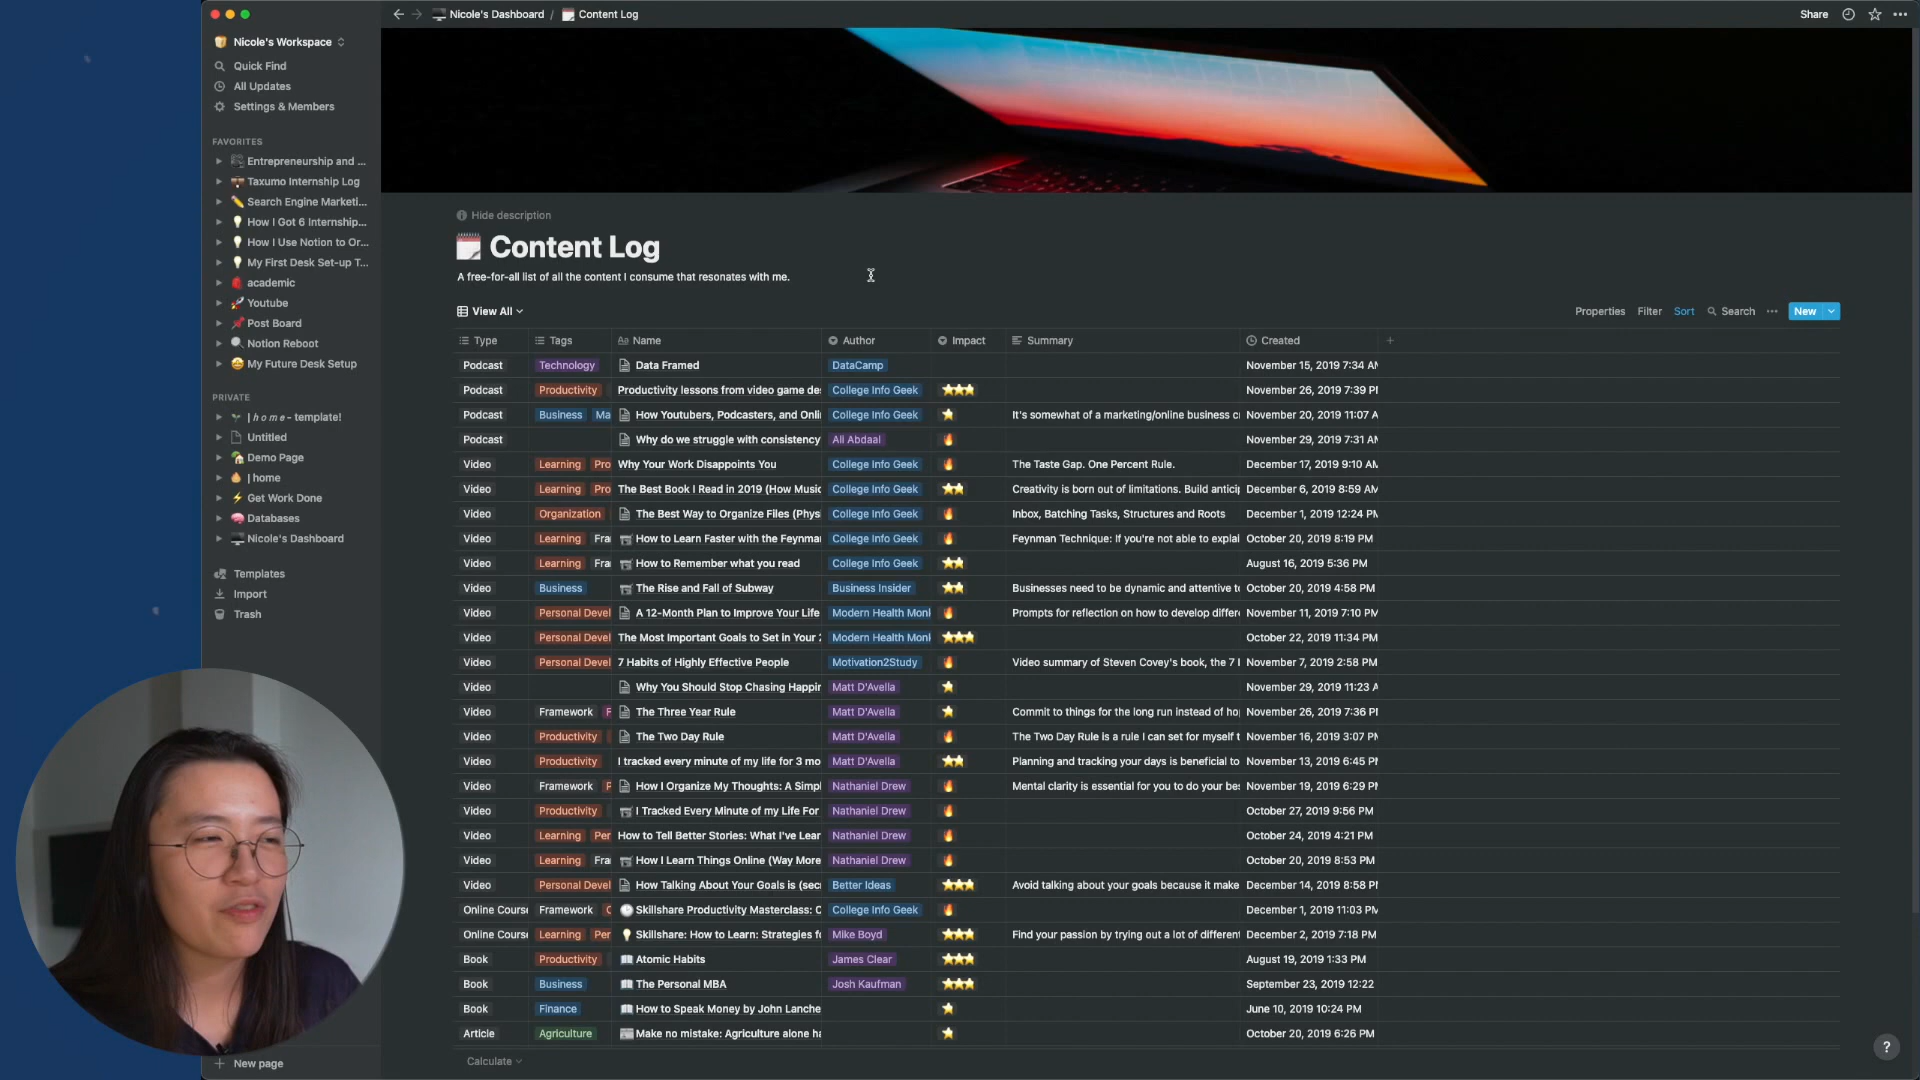 Nicole's Dashboard / Content Log
Share
Nicole's Workspace
Quick Find
All Updates
Settings & Members
FAVORITES
Entrepreneurship and ...
Taxumo Internship Log
Search Engine Marketi...
How I Got 6 Internship...
How I Use Notion to Or...
My First Desk Set-up T...
academic
Youtube
Post Board
Notion Reboot
My Future Desk Setup
PRIVATE
| home - template!
Untitled
Demo Page
| home
Get Work Done
Databases
Nicole's Dashboard
Templates
Import
Trash
New page
Hide description
Content Log
A free-for-all list of all the content I consume that resonates with me.
View All
Properties Filter Sort Search ... New
Type Tags Aa Name Author Impact Summary Created +
Podcast Technology Data Framed DataCamp November 15, 2019 7:34 AM
Podcast Productivity Productivity lessons from video game des College Info Geek November 26, 2019 7:39 PM
Podcast Business Ma How Youtubers, Podcasters, and Onli College Info Geek It's somewhat of a marketing/online business c November 20, 2019 11:07 A
Podcast Why do we struggle with consistency Ali Abdaal November 29, 2019 7:31 AM
Video Learning Pro Why Your Work Disappoints You College Info Geek The Taste Gap. One Percent Rule. December 17, 2019 9:10 AM
Video Learning Pro The Best Book I Read in 2019 (How Music College Info Geek Creativity is born out of limitations. Build antici December 6, 2019 8:59 AM
Video Organization The Best Way to Organize Files (Phys College Info Geek Inbox, Batching Tasks, Structures and Roots December 1, 2019 12:24 PM
Video Learning Fra How to Learn Faster with the Feynma College Info Geek Feynman Technique: If you're not able to explai October 20, 2019 8:19 PM
Video Learning Fra How to Remember what you read College Info Geek August 16, 2019 5:36 PM
Video Business The Rise and Fall of Subway Business Insider Businesses need to be dynamic and attentive t October 20, 2019 4:58 PM
Video Personal Devel A 12-Month Plan to Improve Your Life Modern Health Monk Prompts for reflection on how to develop differ November 11, 2019 7:10 PM
Video Personal Devel The Most Important Goals to Set in Your 2 Modern Health Monk October 22, 2019 11:34 PM
Video Personal Devel 7 Habits of Highly Effective People Motivation2Study Video summary of Steven Covey's book, the 7 H November 7, 2019 2:58 PM
Video Why You Should Stop Chasing Happin Matt D'Avella November 29, 2019 11:23 A
Video Framework P The Three Year Rule Matt D'Avella Commit to things for the long run instead of ho November 26, 2019 7:36 PM
Video Productivity The Two Day Rule Matt D'Avella The Two Day Rule is a rule I can set for myself t November 16, 2019 3:07 PM
Video Productivity I tracked every minute of my life for 3 mo Matt D'Avella Planning and tracking your days is beneficial to November 13, 2019 6:45 PM
Video Framework P How I Organize My Thoughts: A Simpl Nathaniel Drew Mental clarity is essential for you to do your bes November 19, 2019 6:29 PM
Video Productivity I Tracked Every Minute of my Life For Nathaniel Drew October 27, 2019 9:56 PM
Video Learning Per How to Tell Better Stories: What I've Lear Nathaniel Drew October 24, 2019 4:21 PM
Video Learning Fra How I Learn Things Online (Way More Nathaniel Drew October 20, 2019 8:53 PM
Video Personal Devel How Talking About Your Goals is (sec Better Ideas Avoid talking about your goals because it make December 14, 2019 8:58 PM
Online Course Framework C Skillshare Productivity Masterclass: C College Info Geek December 1, 2019 11:03 PM
Online Course Learning Per Skillshare: How to Learn: Strategies fo Mike Boyd Find your passion by trying out a lot of different December 2, 2019 7:18 PM
Book Productivity Atomic Habits James Clear August 19, 2019 1:33 PM
Book Business The Personal MBA Josh Kaufman September 23, 2019 12:22
Book Finance How to Speak Money by John Lanche June 10, 2019 10:24 PM
Article Agriculture Make no mistake: Agriculture alone ha October 20, 2019 6:26 PM
Calculate
?